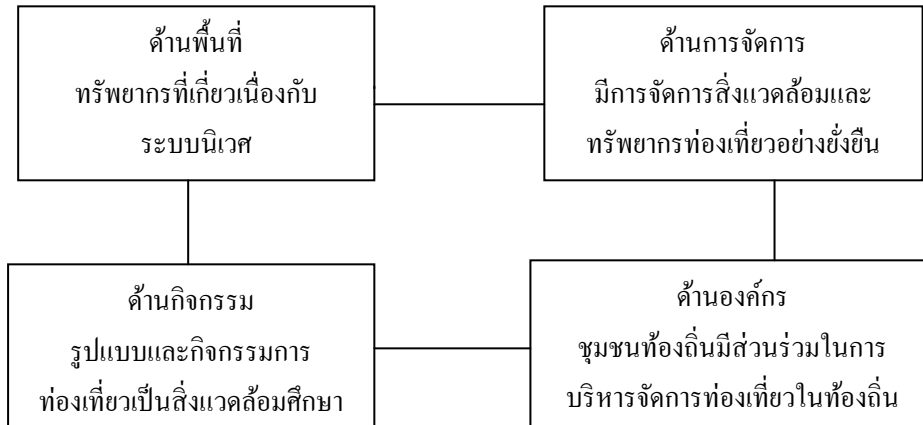 ด้านพื้นที่
ทรัพยากรที่เกี่ยวเนื่องกับ
ระบบนิเวศ
ด้านการจัดการ
มีการจัดการสิ่งแวดล้อมและ
ทรัพยากรท่องเที่ยวอย่างยั่งยืน
ด้านกิจกรรม
รูปแบบและกิจกรรมการ
ท่องเที่ยวเป็นสิ่งแวดล้อมศึกษา
ด้านองค์กร
ชุมชนท้องถิ่นมีส่วนร่วมในการ
บริหารจัดการท่องเที่ยวในท้องถิ่น